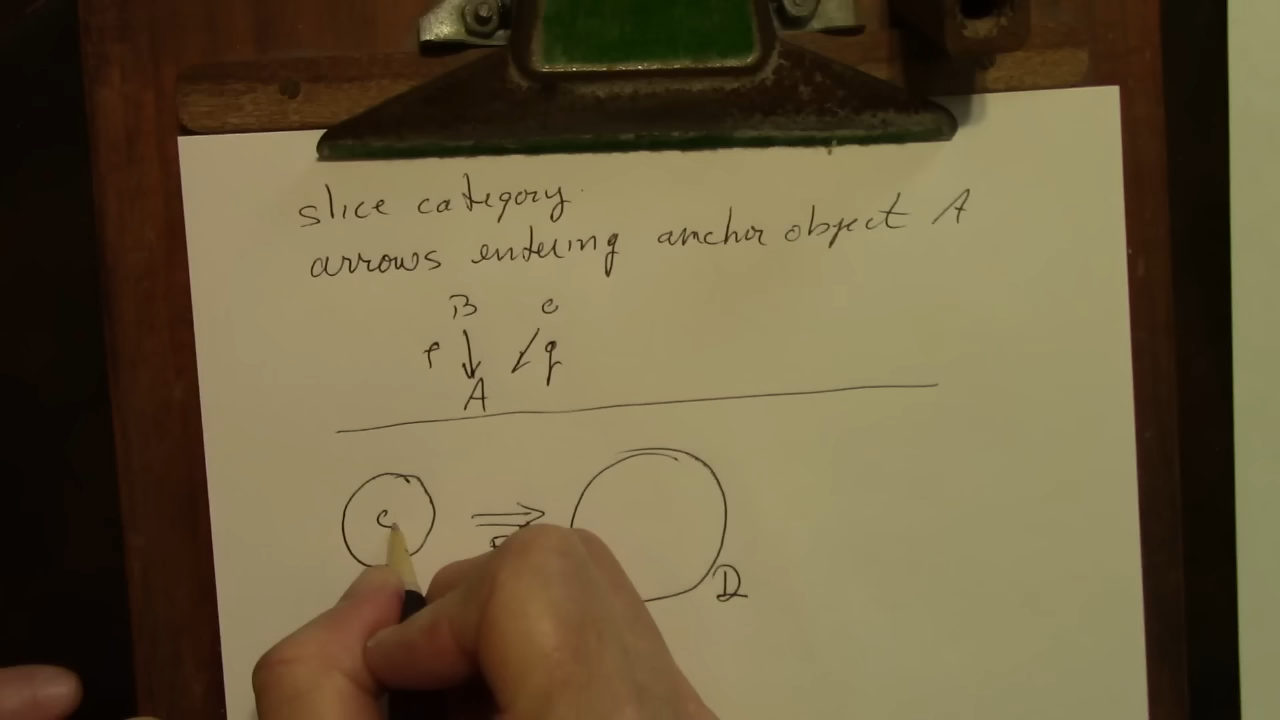 slice category.
arrows entering anchor object A
B c
f q
A
c
D